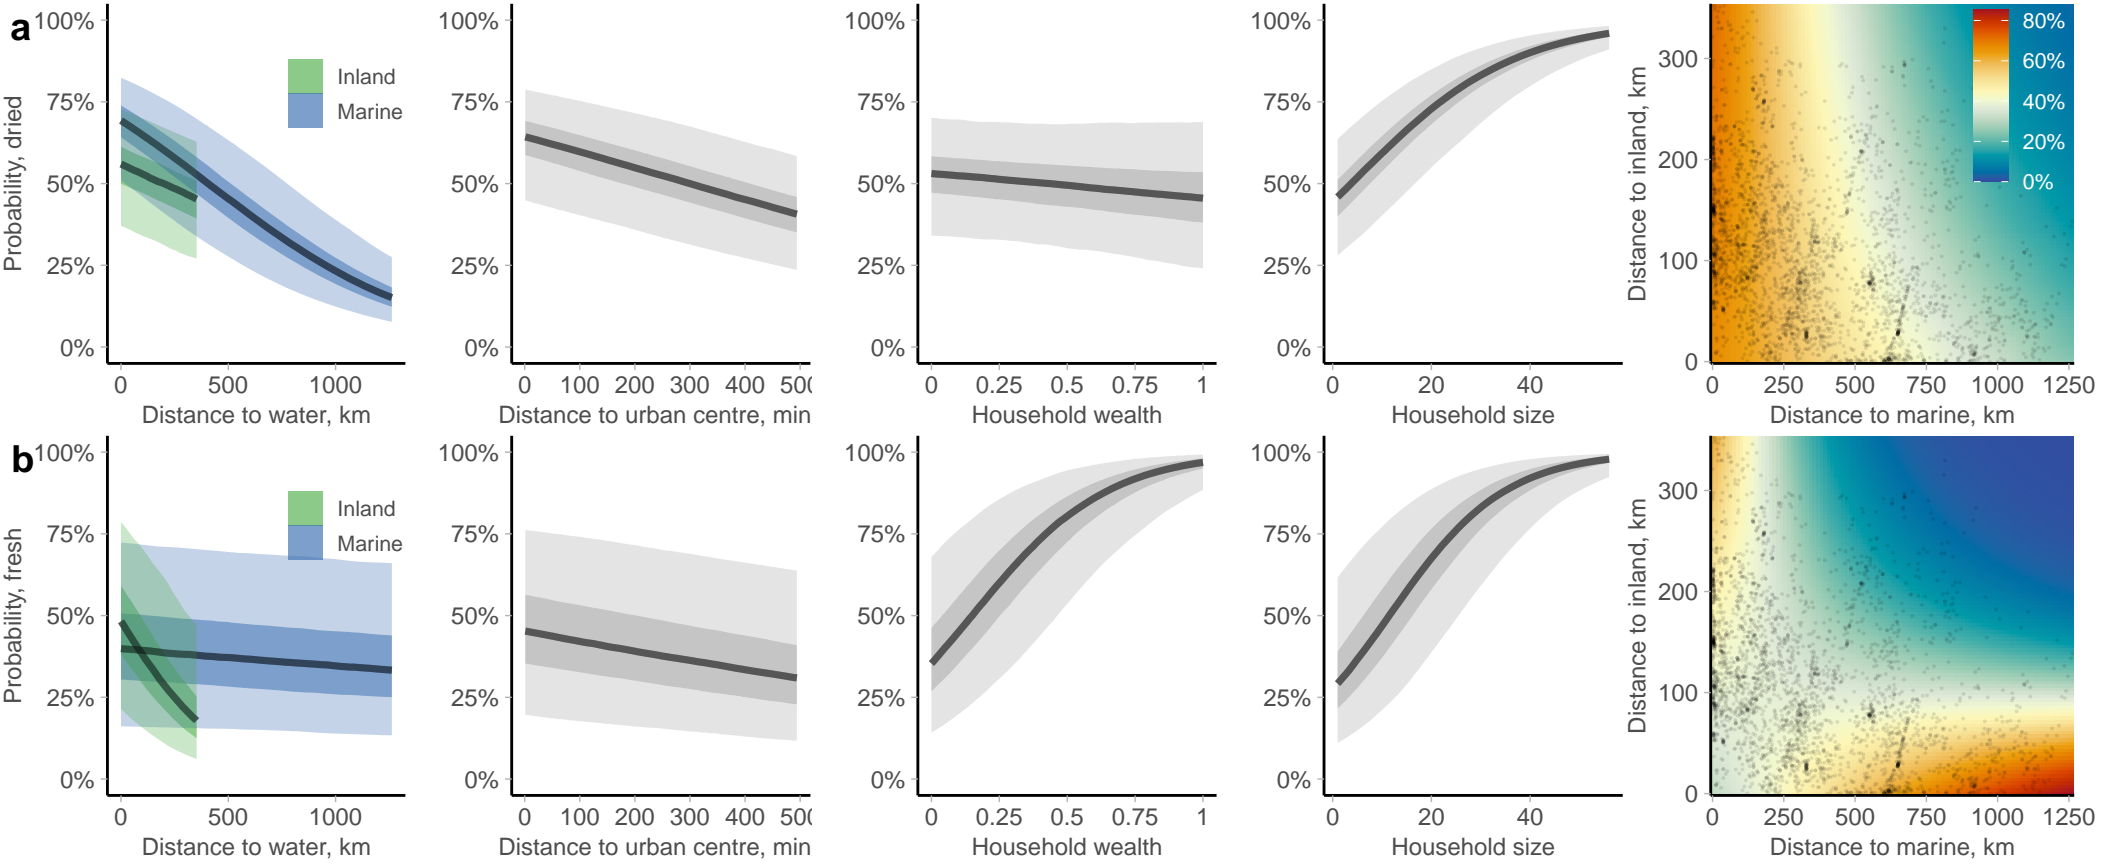 a
100%
75%
50%
25%
0%
Probability, dried
Inland
Marine
0 500 1000
Distance to water, km
100%
75%
50%
25%
0%
0 100 200 300 400 500
Distance to urban centre, min
100%
75%
50%
25%
0%
0 0.25 0.5 0.75 1
Household wealth
100%
75%
50%
25%
0%
0 20 40
Household size
300
200
100
0
Distance to inland, km
80%
60%
40%
20%
0%
0 250 500 750 1000 1250
Distance to marine, km
b
100%
75%
50%
25%
0%
Probability, fresh
Inland
Marine
0 500 1000
Distance to water, km
100%
75%
50%
25%
0%
0 100 200 300 400 500
Distance to urban centre, min
100%
75%
50%
25%
0%
0 0.25 0.5 0.75 1
Household wealth
100%
75%
50%
25%
0%
0 20 40
Household size
300
200
100
0
Distance to inland, km
0 250 500 750 1000 1250
Distance to marine, km